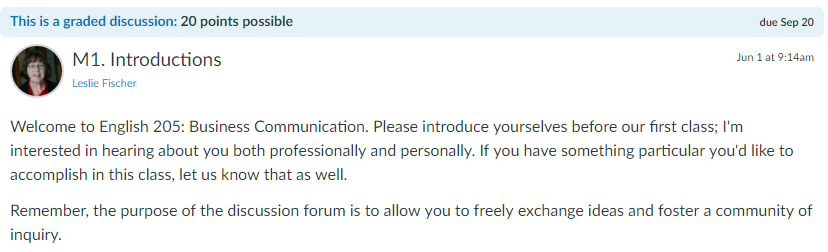 This is a graded discussion: 20 points possible
due Sep 20
M1. Introductions
Jun 1 at 9:14am
Leslie Fischer
Welcome to English 205: Business Communication. Please introduce yourselves before our first class; I'm
interested in hearing about you both professionally and personally. If you have something particular you'd like to
accomplish in this class, let us know that as well.
Remember, the purpose of the discussion forum is to allow you to freely exchange ideas and foster a community of
inquiry.